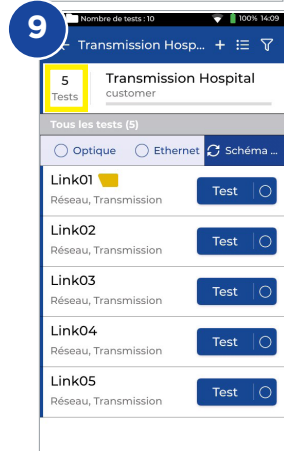 9
Nombre de tests : 10 100% 14:09
Transmission Hosp...
5 Transmission Hospital
Tests customer
Tous les tests (5)
Optique Ethernet Schéma ...
Link01
Réseau, Transmission Test
Link02
Réseau, Transmission Test
Link03
Réseau, Transmission Test
Link04
Réseau, Transmission Test
Link05
Réseau, Transmission Test